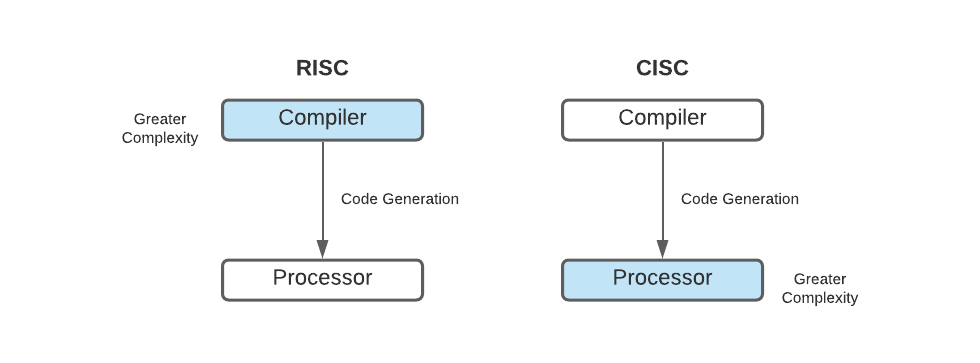 RISC
CISC
Greater
Complexity
Compiler
Compiler
Code Generation
Code Generation
Processor
Processor
Greater
Complexity